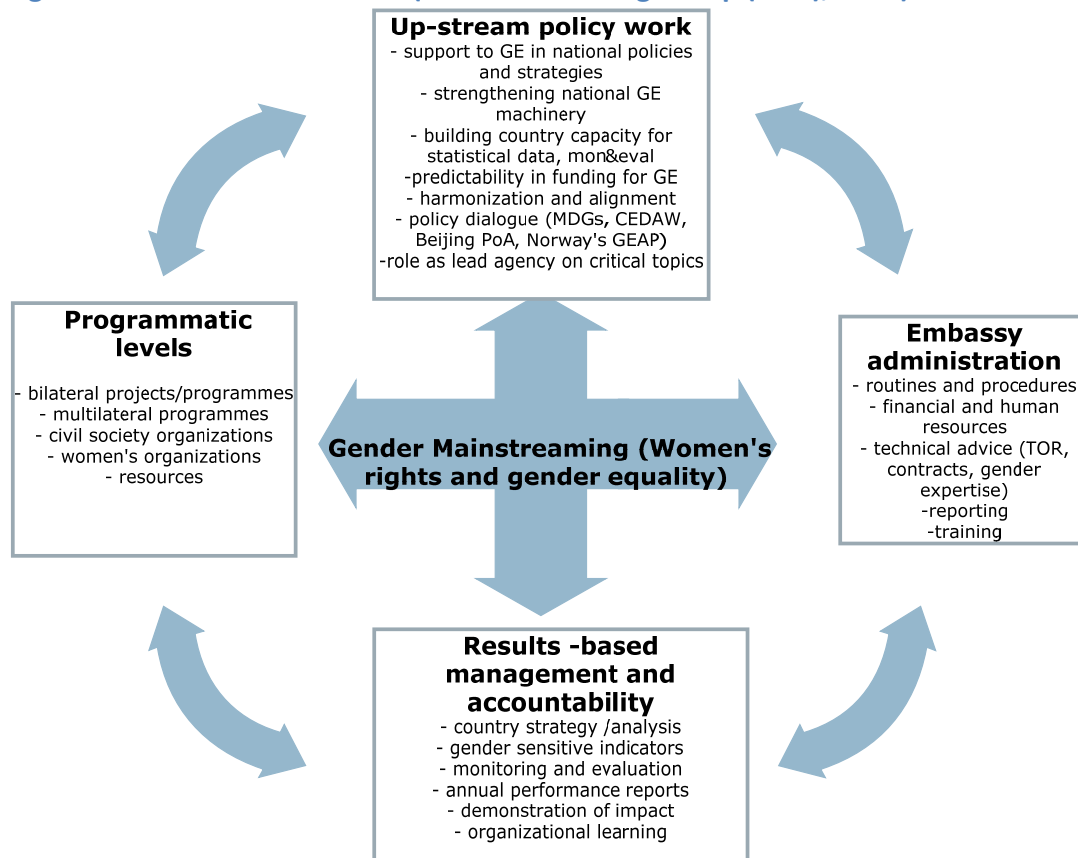 Up-stream policy work
- support to GE in national policies
and strategies
- strengthening national GE
machinery
- building country capacity for
statistical data, mon&eval
-predictability in funding for GE
- harmonization and alignment
- policy dialogue (MDGs, CEDAW,
Beijing PoA, Norway's GEAP)
-role as lead agency on critical topics
Programmatic
levels
- bilateral projects/programmes
- multilateral programmes
- civil society organizations
- women's organizations
- resources
Gender Mainstreaming (Women's
rights and gender equality)
Embassy
administration
- routines and procedures
- financial and human
resources
- technical advice (TOR,
contracts, gender
expertise)
-reporting
-training
Results -based
management and
accountability
- country strategy /analysis
- gender sensitive indicators
- monitoring and evaluation
- annual performance reports
- demonstration of impact
- organizational learning